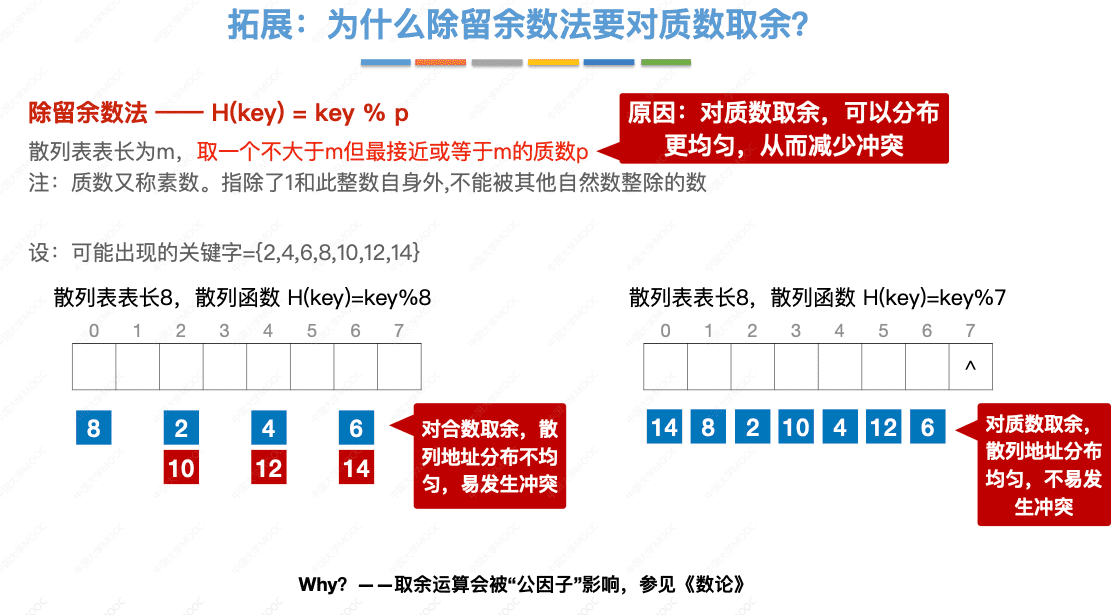 拓展：为什么除留余数法要对质数取余？
除留余数法 —— H(key) = key % p
原因：对质数取余，可以分布
更均匀，从而减少冲突
散列表表长为m，取一个不大于m但最接近或等于m的质数p
注：质数又称素数。指除了1和此整数自身外,不能被其他自然数整除的数
设：可能出现的关键字={2,4,6,8,10,12,14}
散列表表长8，散列函数 H(key)=key%8
0 1 2 3 4 5 6 7
8 2 4 6
10 12 14
对合数取余，散
列地址分布不均
匀，易发生冲突
散列表表长8，散列函数 H(key)=key%7
0 1 2 3 4 5 6 7
^
14 8 2 10 4 12 6
对质数取余，
散列地址分布
均匀，不易发
生冲突
Why？——取余运算会被“公因子”影响，参见《数论》